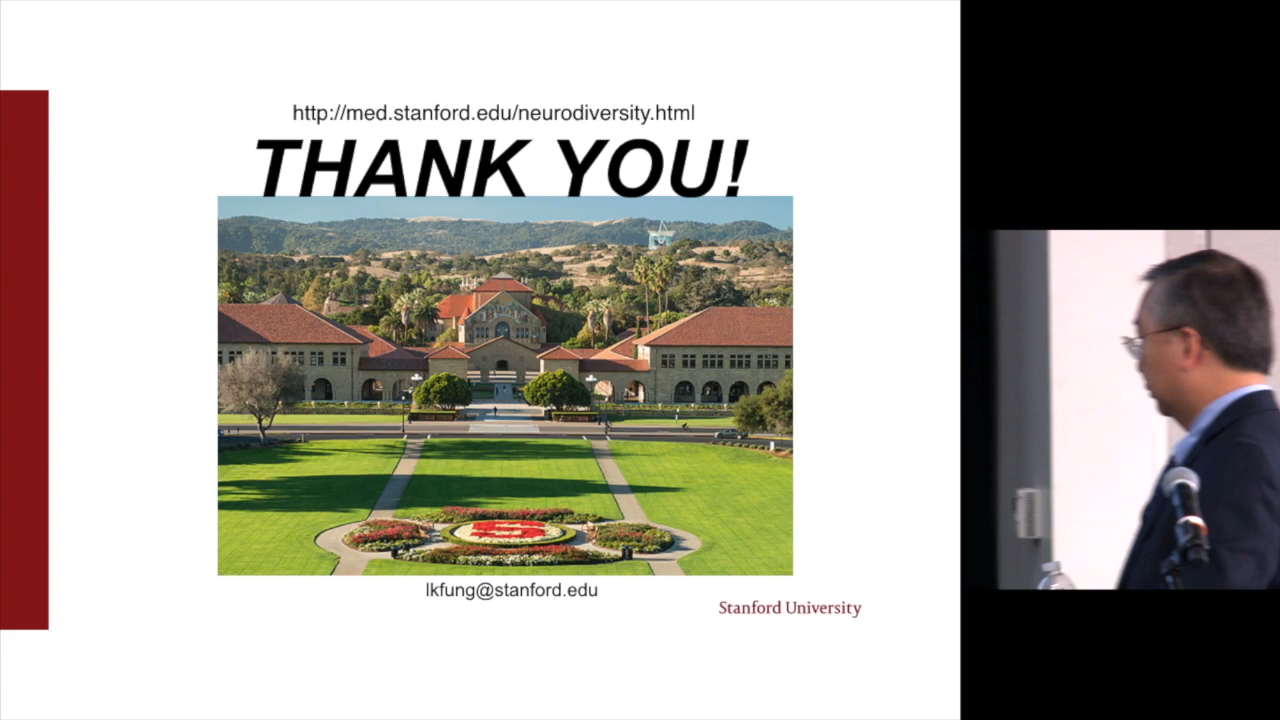 http://med.stanford.edu/neurodiversity.html
THANK YOU!
lkfung@stanford.edu
Stanford University